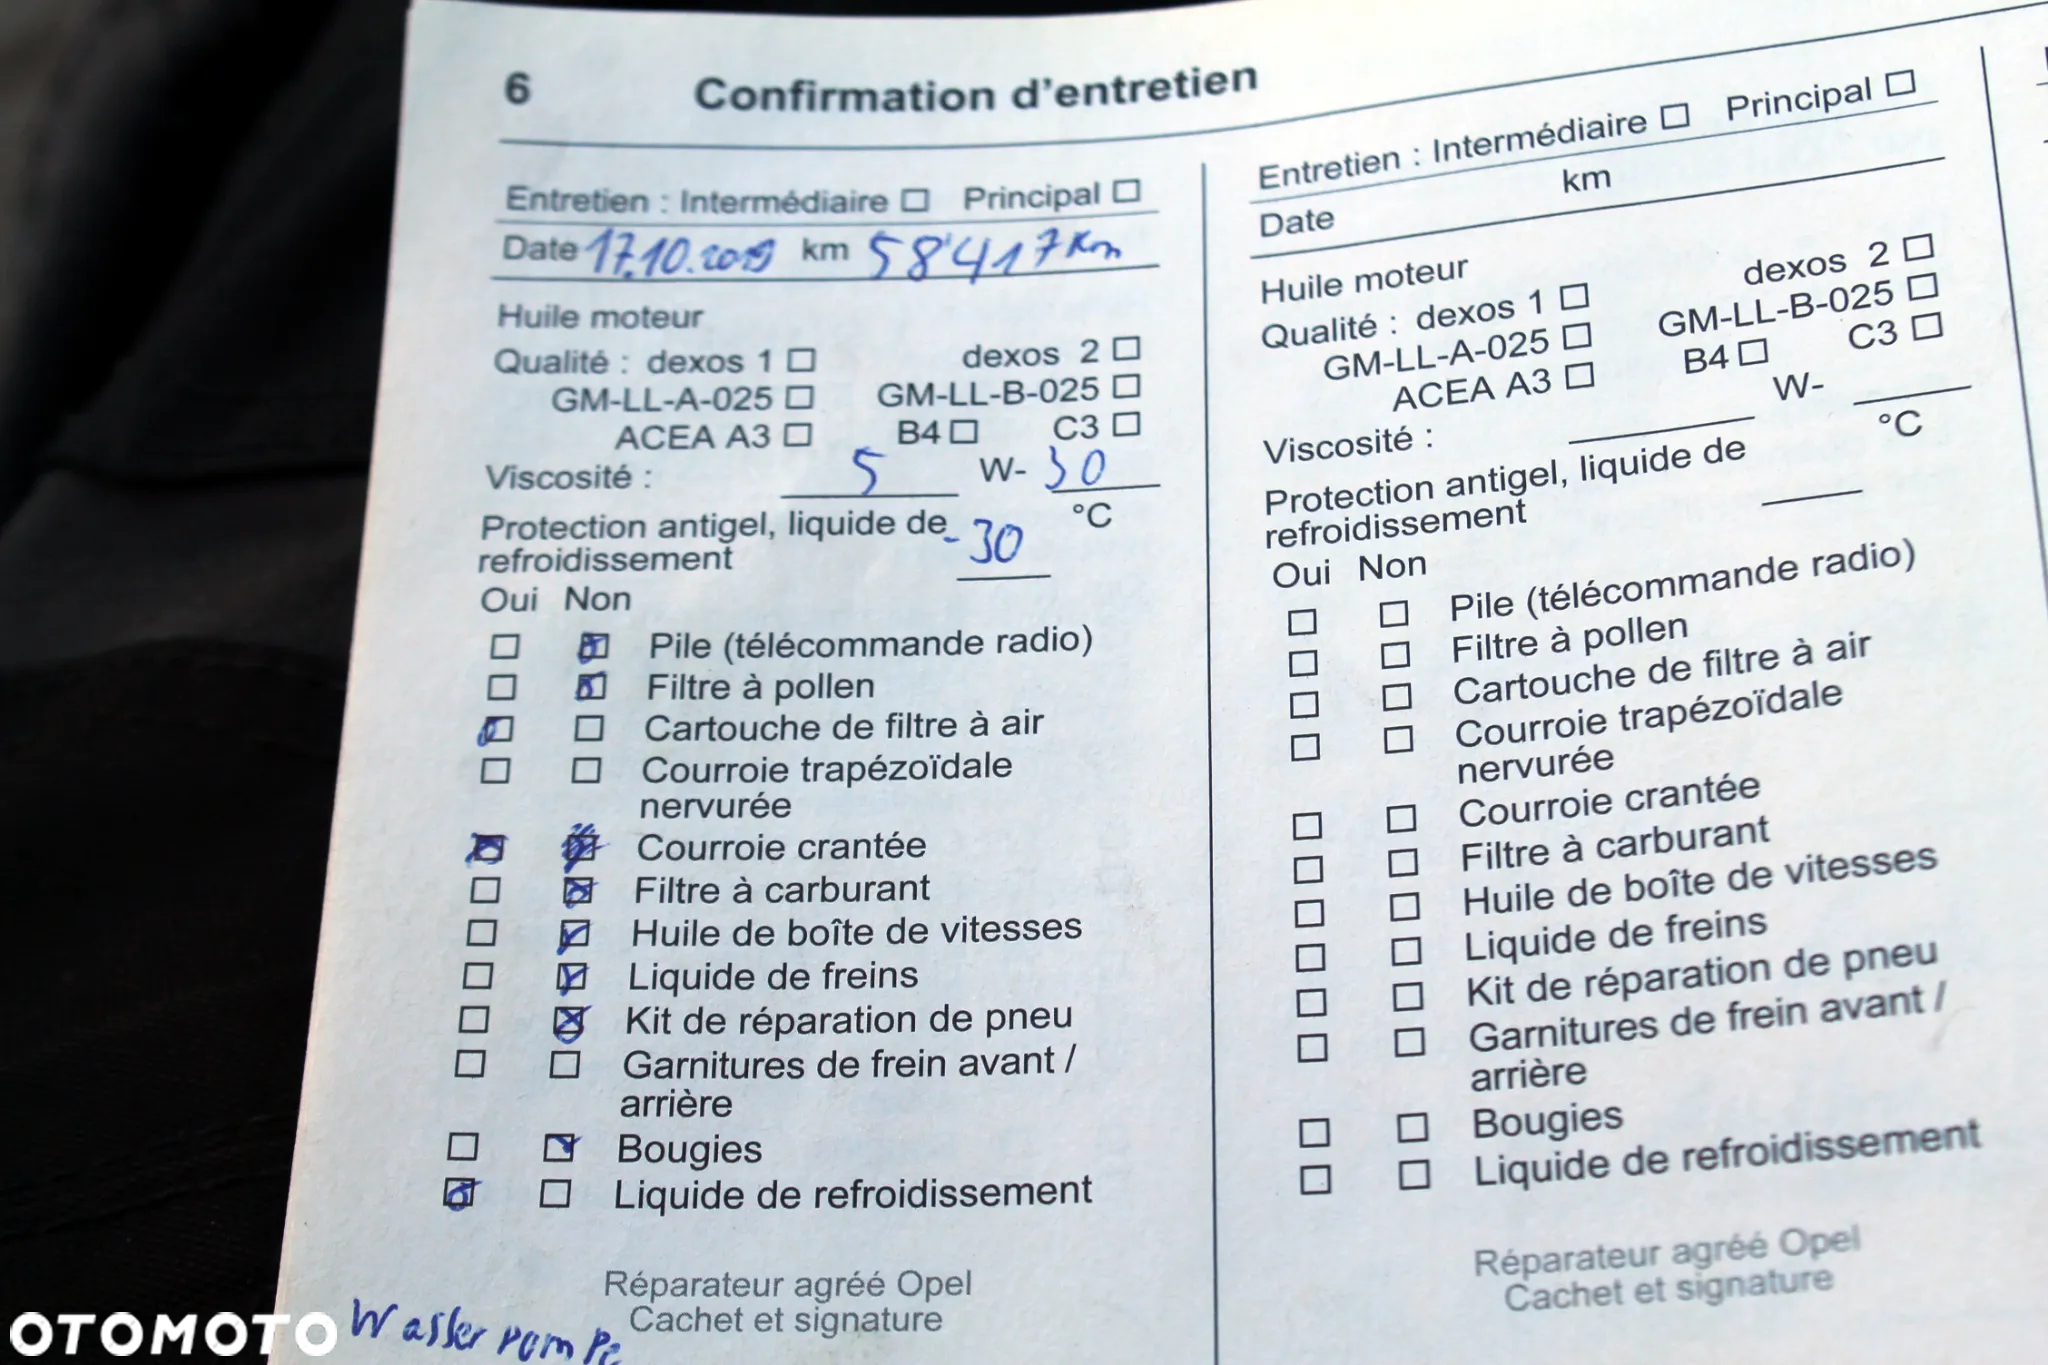 6 Confirmation d'entretien
Entretien : Intermédiaire Principal
Date 17.10.2019 km 58'417 Km
Huile moteur
Qualité : dexos 1 dexos 2
GM-LL-A-025 GM-LL-B-025
ACEA A3 B4 C3
Viscosité : 5 W- 30
Protection antigel, liquide de -30 °C
refroidissement
Oui Non
Pile (télécommande radio)
Filtre à pollen
Cartouche de filtre à air
Courroie trapézoïdale
nervurée
Courroie crantée
Filtre à carburant
Huile de boîte de vitesses
Liquide de freins
Kit de réparation de pneu
Garnitures de frein avant /
arrière
Bougies
Liquide de refroidissement
Réparateur agréé Opel
Cachet et signature
Wasserpumpe
Entretien : Intermédiaire Principal
Date km
Huile moteur
Qualité : dexos 1 dexos 2
GM-LL-A-025 GM-LL-B-025
ACEA A3 B4 C3
Viscosité : W-
Protection antigel, liquide de °C
refroidissement
Oui Non
Pile (télécommande radio)
Filtre à pollen
Cartouche de filtre à air
Courroie trapézoïdale
nervurée
Courroie crantée
Filtre à carburant
Huile de boîte de vitesses
Liquide de freins
Kit de réparation de pneu
Garnitures de frein avant /
arrière
Bougies
Liquide de refroidissement
Réparateur agréé Opel
Cachet et signature
OTOMOTO